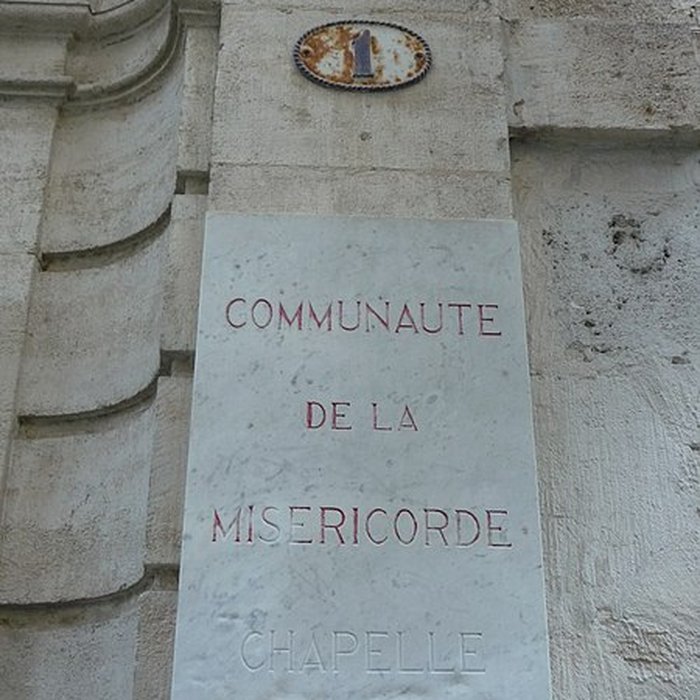 1
COMMUNAUTE
DE LA
MISERICORDE
CHAPELLE